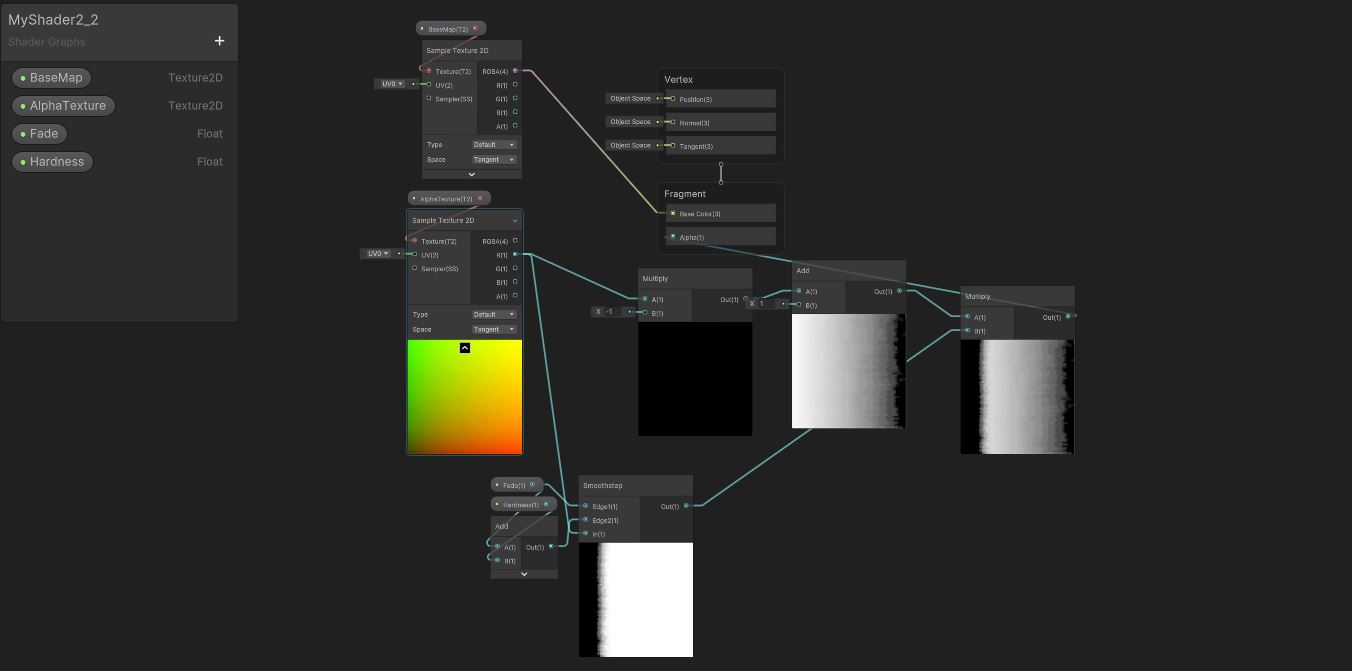 MyShader2_2
Shader Graphs
+
BaseMap Texture2D
AlphaTexture Texture2D
Fade Float
Hardness Float
BaseMap(T2)
Sample Texture 2D
Texture(T2) RGBA(4)
UV0 UV(2) R(1)
Sampler(SS) G(1)
B(1)
A(1)
Type Default
Space Tangent
AlphaTexture(T2)
Sample Texture 2D
Texture(T2) RGBA(4)
UV0 UV(2) R(1)
Sampler(SS) G(1)
B(1)
A(1)
Type Default
Space Tangent
Vertex
Object Space Position(3)
Object Space Normal(3)
Object Space Tangent(3)
Fragment
Base Color(3)
Alpha(1)
Multiply
A(1) Out(1)
X -1 B(1)
Add
A(1) Out(1)
X 1 B(1)
Multiply
A(1) Out(1)
B(1)
Fade(1)
Hardness(1)
Add
A(1) Out(1)
B(1)
Smoothstep
Edge1(1) Out(1)
Edge2(1)
In(1)